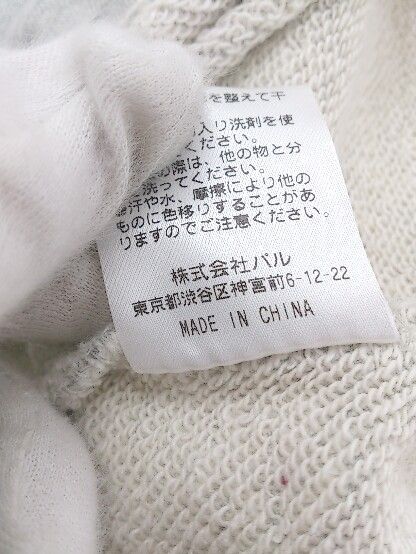 を整えて干
入り洗剤を使
ください。
の際は、他の物と分
洗ってください。
汗や水、摩擦により他の
ものに色移りすることがあ
りますのでご注意ください。
株式会社パル
東京都渋谷区神宮前6-12-22
MADE IN CHINA